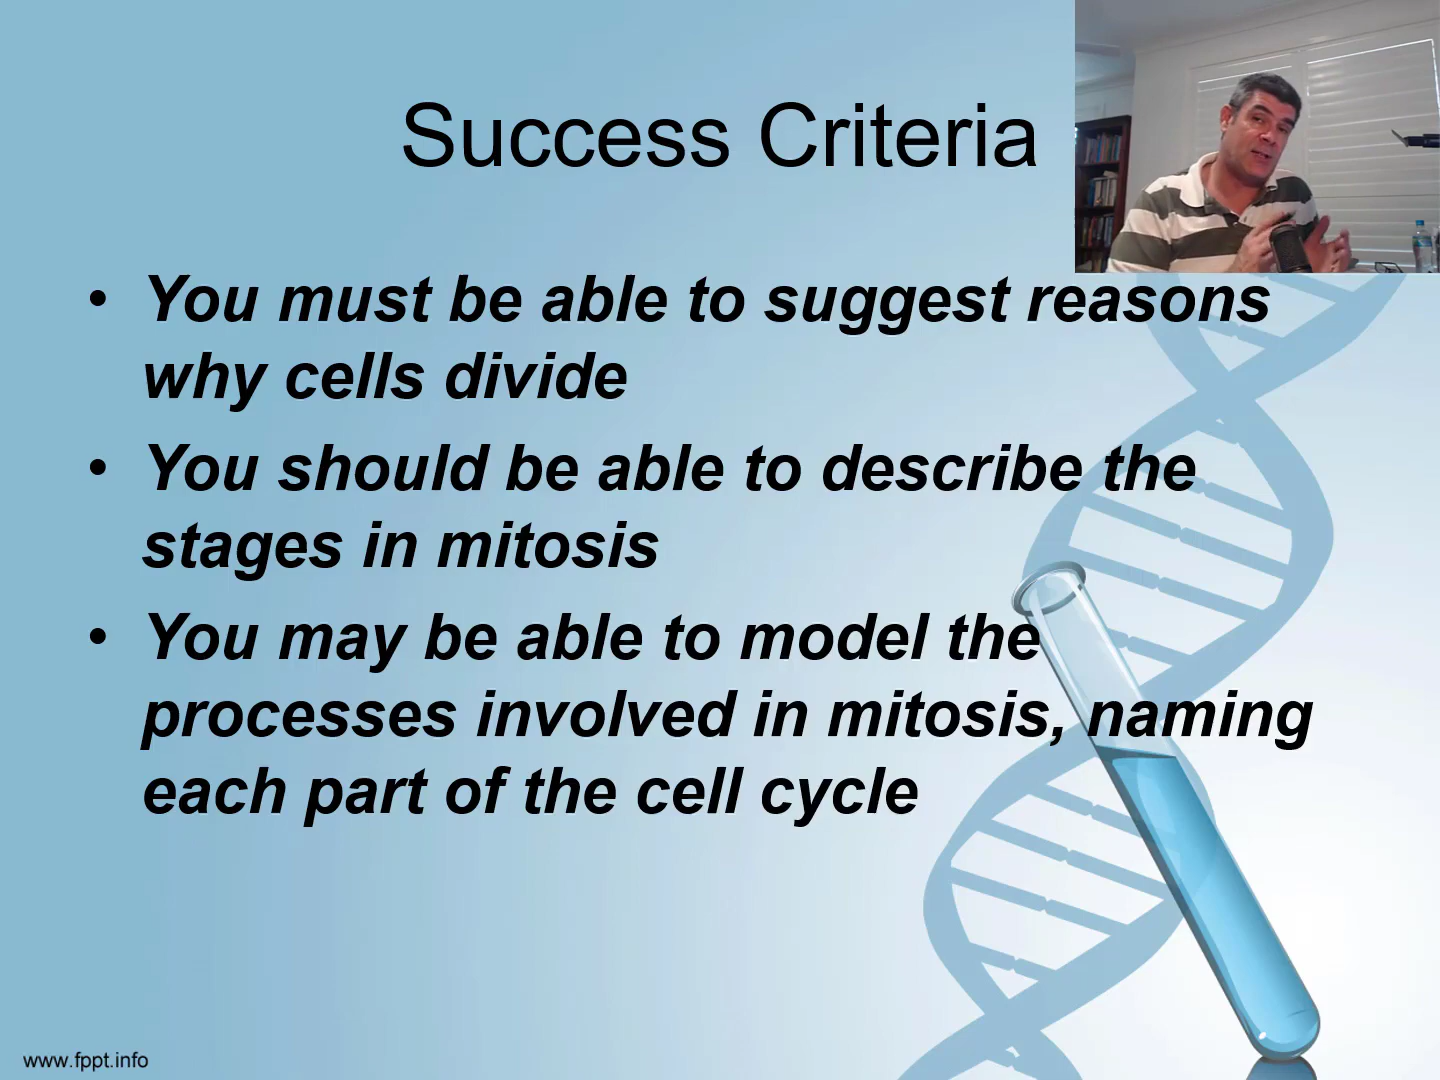 Success Criteria
• You must be able to suggest reasons
why cells divide
• You should be able to describe the
stages in mitosis
• You may be able to model the
processes involved in mitosis, naming
each part of the cell cycle
www.fppt.info